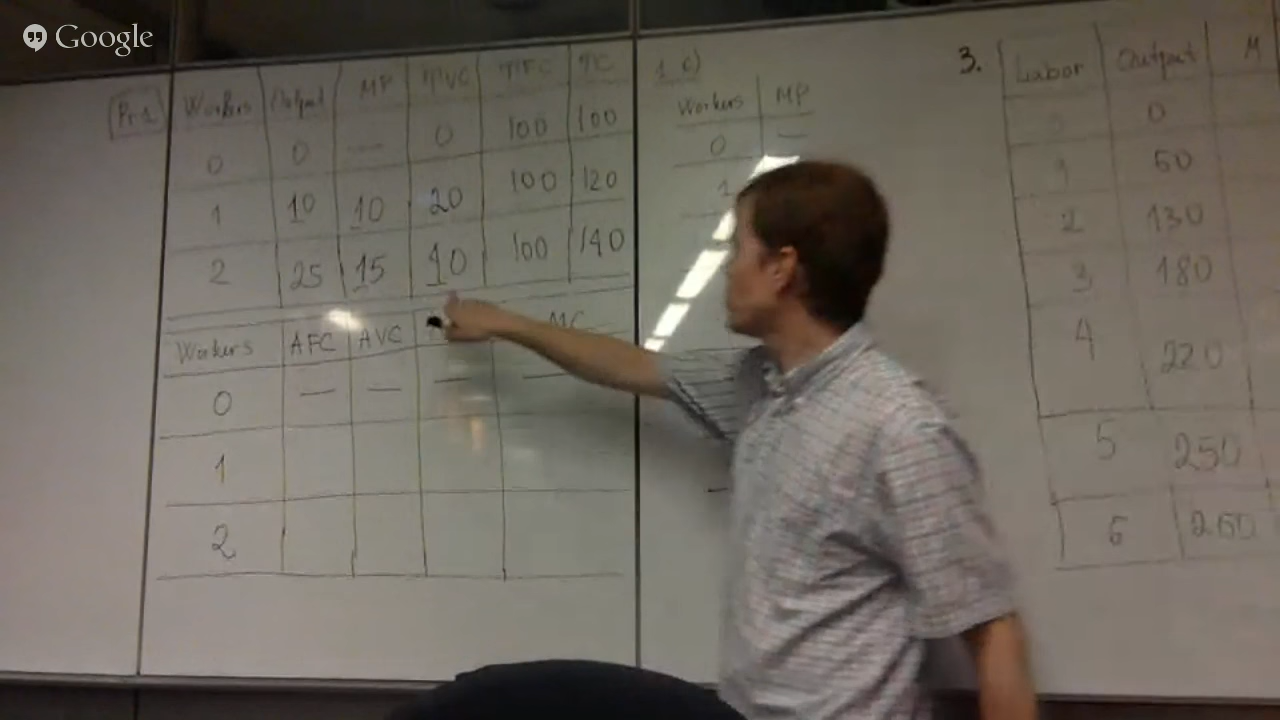 Google
Pr 1 Workers Output MP TVC TFC TC
0 0 — 0 100 100
1 10 10 20 100 120
2 25 15 10 100 140
Workers AFC AVC MC
0 — — — —
1
2
1 c)
Workers MP
0 —
1
3. Labor Output M
0
1 60
2 130
3 180
4 220
5 250
6 260